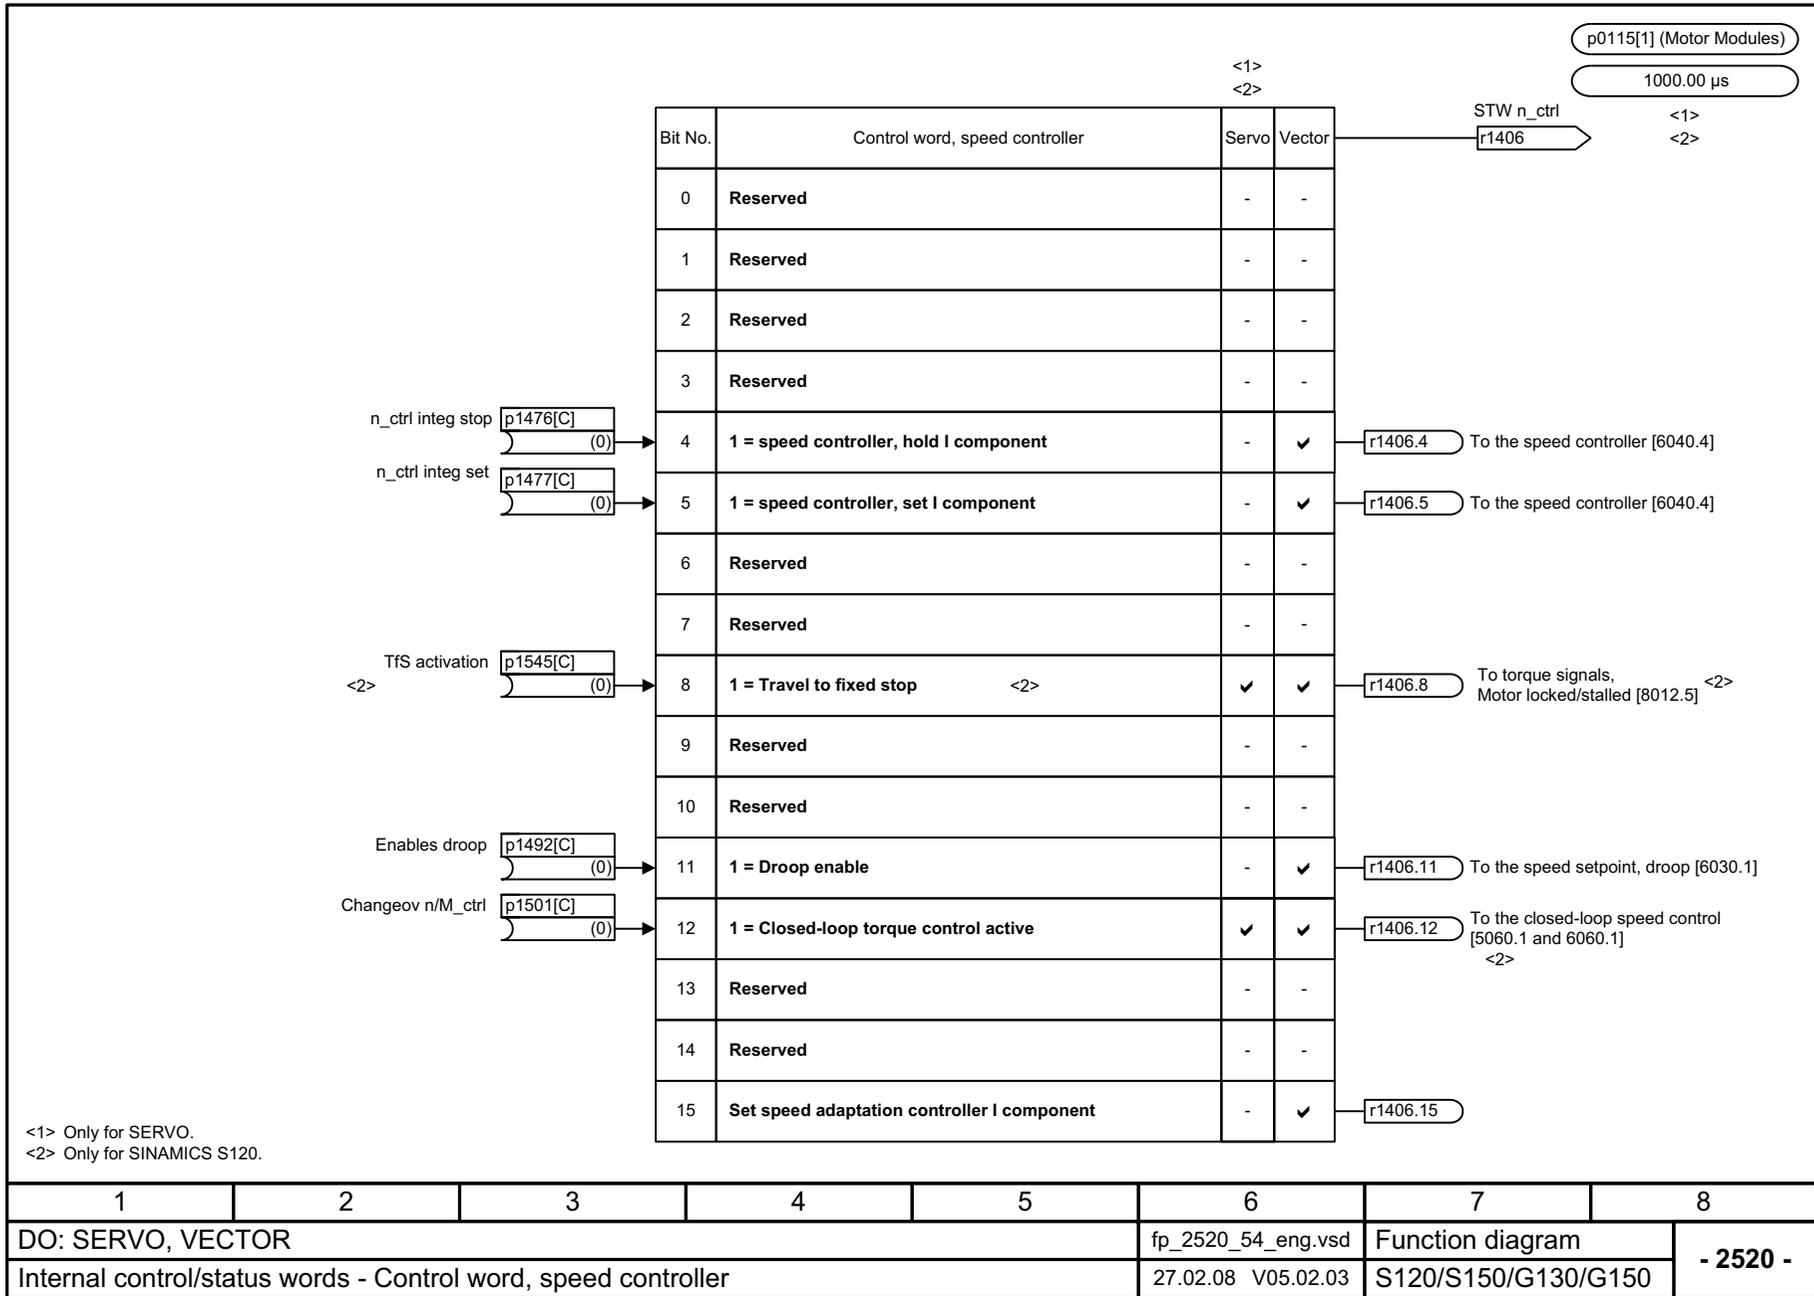 p0115[1] (Motor Modules)
<1>
<2>
1000.00 µs
<1>
<2>
STW n_ctrl
r1406
Bit No. Control word, speed controller Servo Vector
0 Reserved - -
1 Reserved - -
2 Reserved - -
3 Reserved - -
n_ctrl integ stop p1476[C]
(0) 4 1 = speed controller, hold I component - ✔ r1406.4 To the speed controller [6040.4]
n_ctrl integ set p1477[C]
(0) 5 1 = speed controller, set I component - ✔ r1406.5 To the speed controller [6040.4]
6 Reserved - -
7 Reserved - -
TfS activation p1545[C]
<2> (0) 8 1 = Travel to fixed stop <2> ✔ ✔ r1406.8 To torque signals,
Motor locked/stalled [8012.5] <2>
9 Reserved - -
10 Reserved - -
Enables droop p1492[C]
(0) 11 1 = Droop enable - ✔ r1406.11 To the speed setpoint, droop [6030.1]
Changeov n/M_ctrl p1501[C]
(0) 12 1 = Closed-loop torque control active ✔ ✔ r1406.12 To the closed-loop speed control
[5060.1 and 6060.1]
<2>
13 Reserved - -
14 Reserved - -
15 Set speed adaptation controller I component - ✔ r1406.15
<1> Only for SERVO.
<2> Only for SINAMICS S120.
1 2 3 4 5 6 7 8
DO: SERVO, VECTOR fp_2520_54_eng.vsd Function diagram
- 2520 -
Internal control/status words - Control word, speed controller 27.02.08 V05.02.03 S120/S150/G130/G150